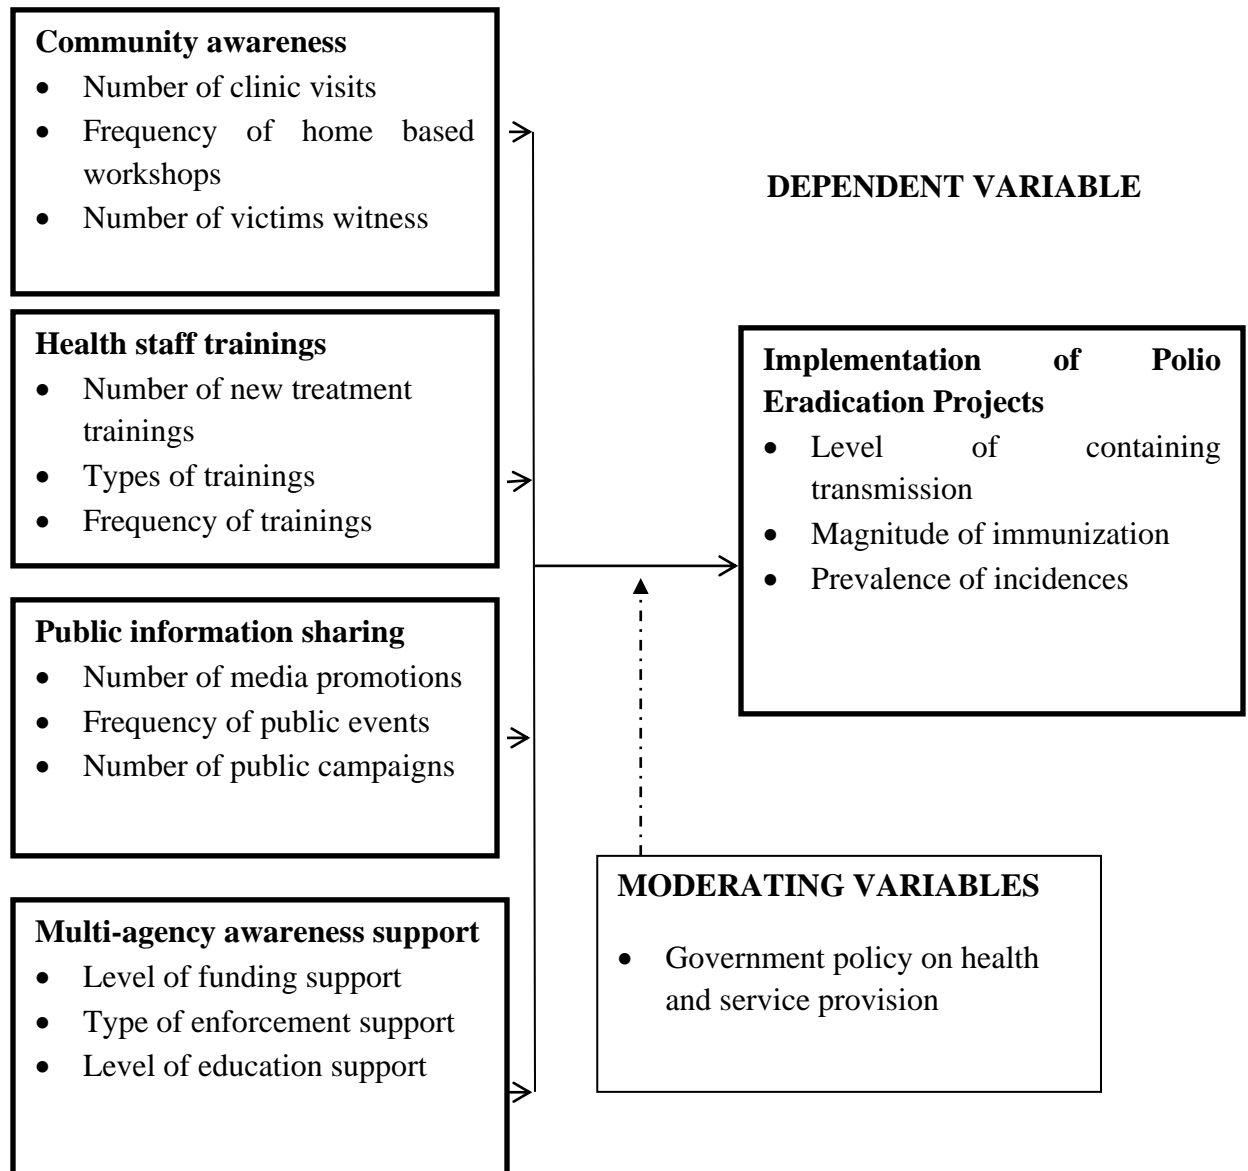 Community awareness
• Number of clinic visits
• Frequency of home based
workshops
• Number of victims witness
DEPENDENT VARIABLE
Health staff trainings
• Number of new treatment
trainings
• Types of trainings
• Frequency of trainings
Implementation of Polio
Eradication Projects
• Level of containing
transmission
• Magnitude of immunization
• Prevalence of incidences
Public information sharing
• Number of media promotions
• Frequency of public events
• Number of public campaigns
MODERATING VARIABLES
• Government policy on health
and service provision
Multi-agency awareness support
• Level of funding support
• Type of enforcement support
• Level of education support